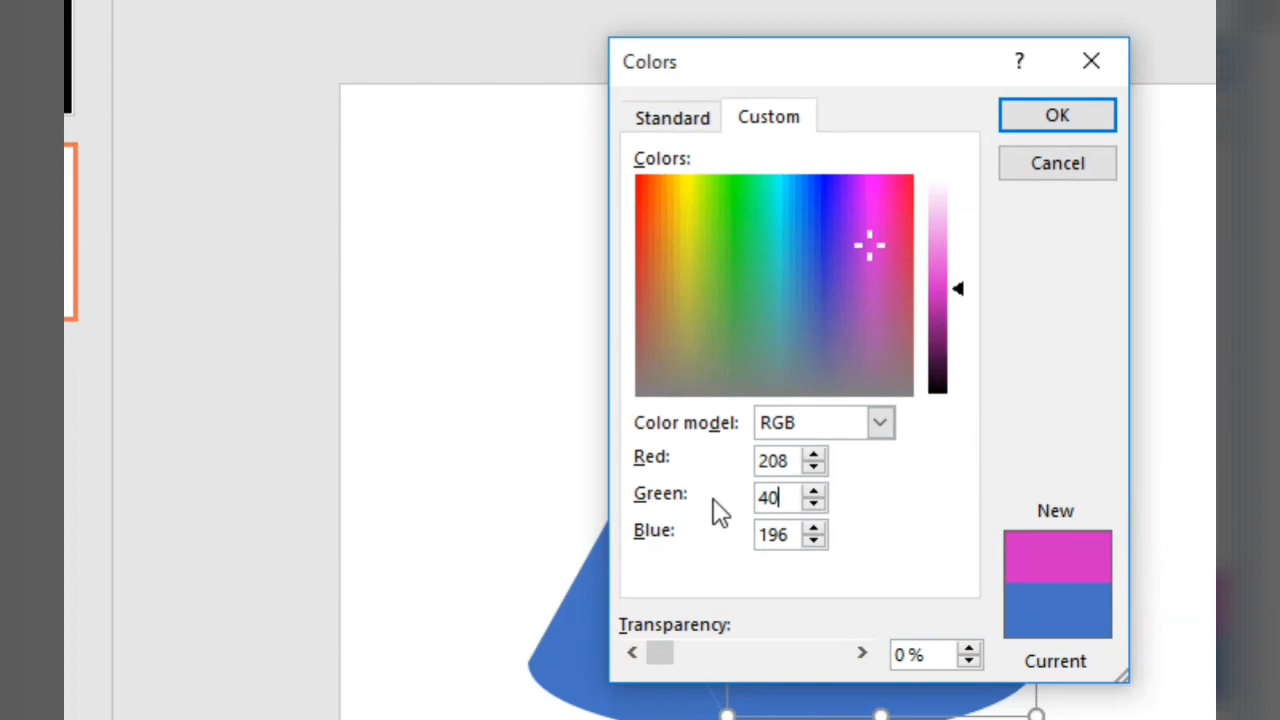 Colors
?
Standard
Custom
OK
Cancel
Colors:
Color model: RGB
Red: 208
Green: 40
Blue: 196
New
Current
Transparency:
0 %